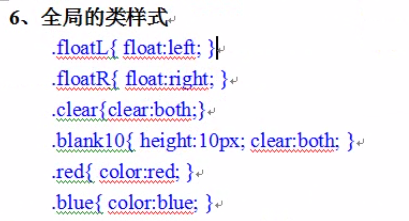 6、全局的类样式
.floatL{ float:left; }
.floatR{ float:right; }
.clear{clear:both;}
.blank10{ height:10px; clear:both; }
.red{ color:red; }
.blue{ color:blue; }